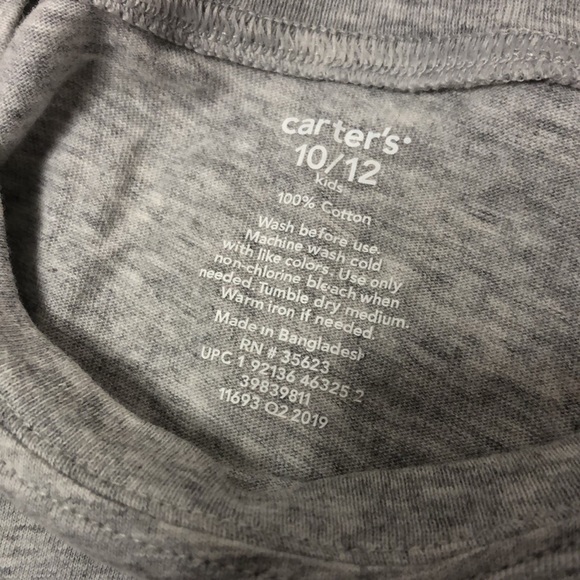 carter's
10/12
kids
100% Cotton
Wash before use.
Machine wash cold
with like colors. Use only
non-chlorine bleach when
needed. Tumble dry medium.
Warm iron if needed.
Made in Bangladesh
RN # 35623
UPC 1 92136 46325 2
39839811
11693 Q2 2019